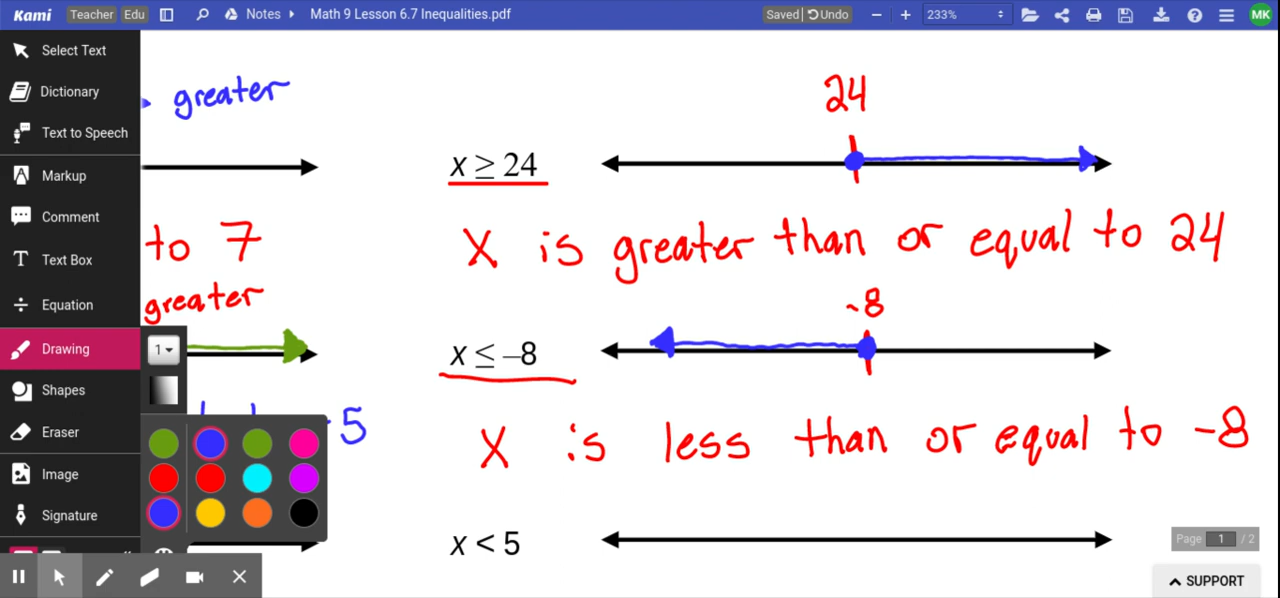 Kami Teacher Edu Notes Math 9 Lesson 6.7 Inequalities.pdf Saved Undo 233% MK
Select Text
Dictionary
Text to Speech
Markup
Comment
Text Box
Equation
Drawing
Shapes
Eraser
Image
Signature
1
greater
24
x ≥ 24
to 7
X is greater than or equal to 24
greater
-8
x ≤ –8
5
X is less than or equal to -8
x < 5
Page 1 / 2
SUPPORT